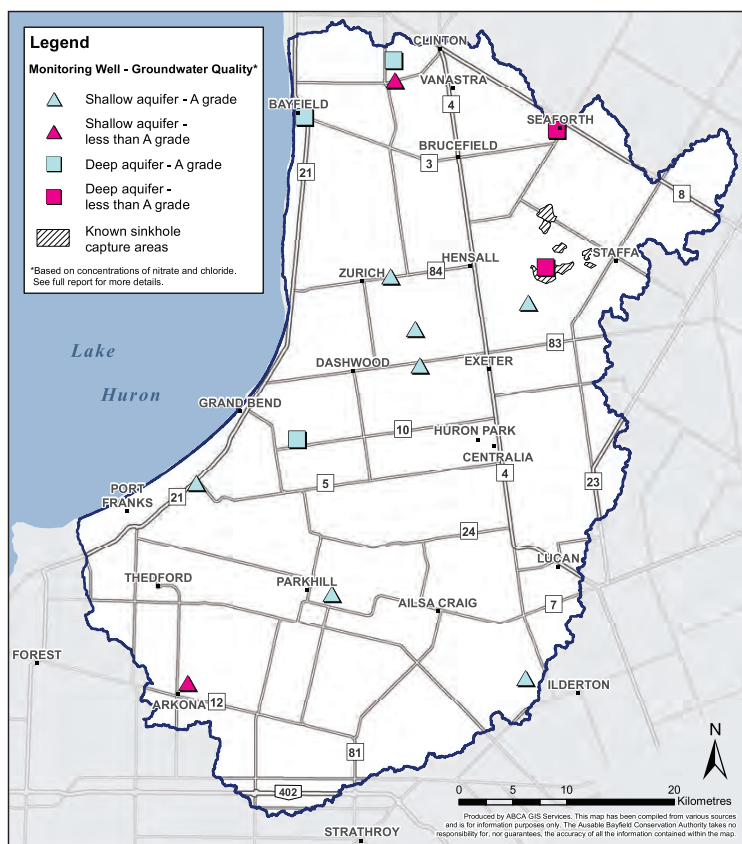 Legend
Monitoring Well - Groundwater Quality*
Shallow aquifer - A grade
Shallow aquifer -
less than A grade
Deep aquifer - A grade
Deep aquifer -
less than A grade
Known sinkhole
capture areas
*Based on concentrations of nitrate and chloride.
See full report for more details.
CLINTON
VANASTRA
4
BAYFIELD
SEAFORTH
BRUCEFIELD
3
21
8
STAFFA
HENSALL
84
ZURICH
Lake
Huron
83
DASHWOOD
EXETER
GRAND BEND
10
HURON PARK
CENTRALIA
4
5
23
21
PORT
FRANKS
24
LUCAN
THEDFORD
PARKHILL
AILSA CRAIG
7
FOREST
ILDERTON
ARKONA
12
81
402
STRATHROY
N
0 5 10 20
Kilometres
Produced by ABCA GIS Services. This map has been compiled from various sources
and is for information purposes only. The Ausable Bayfield Conservation Authority takes no
responsibility for, nor guarantees, the accuracy of all the information contained within the map.